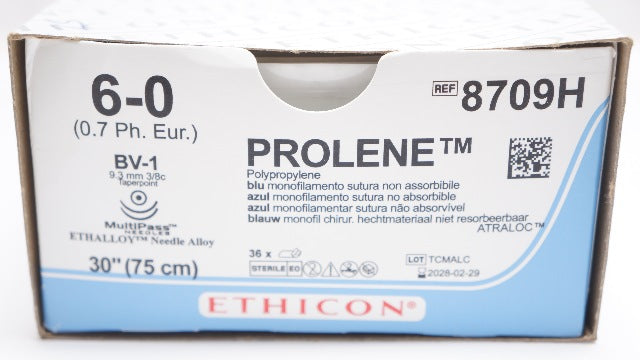 6-0
(0.7 Ph. Eur.)
BV-1
9.3 mm 3/8c
Taperpoint
MultiPass™
NEEDLES
ETHALLOY™ Needle Alloy
30" (75 cm)
REF 8709H
PROLENE™
Polypropylene
blu monofilamento sutura non assorbibile
azul monofilamento sutura no absorbible
azul monofilamentar sutura não absorvível
blauw monofil chirur. hechtmateriaal niet resorbeerbaar
ATRALOC™
36 x
STERILE EO
LOT TCMALC
2028-02-29
ETHICON®